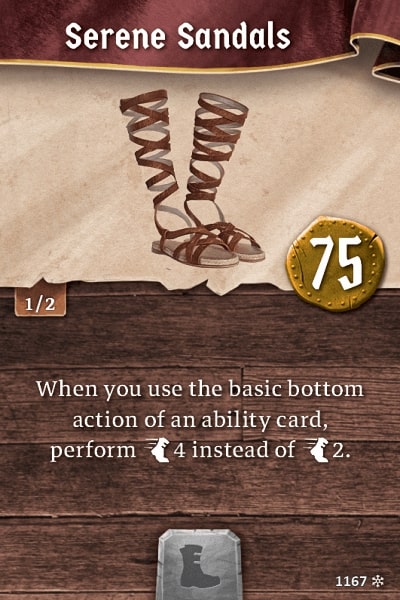 Serene Sandals
75
1/2
When you use the basic bottom
action of an ability card,
perform 4 instead of 2.
1167